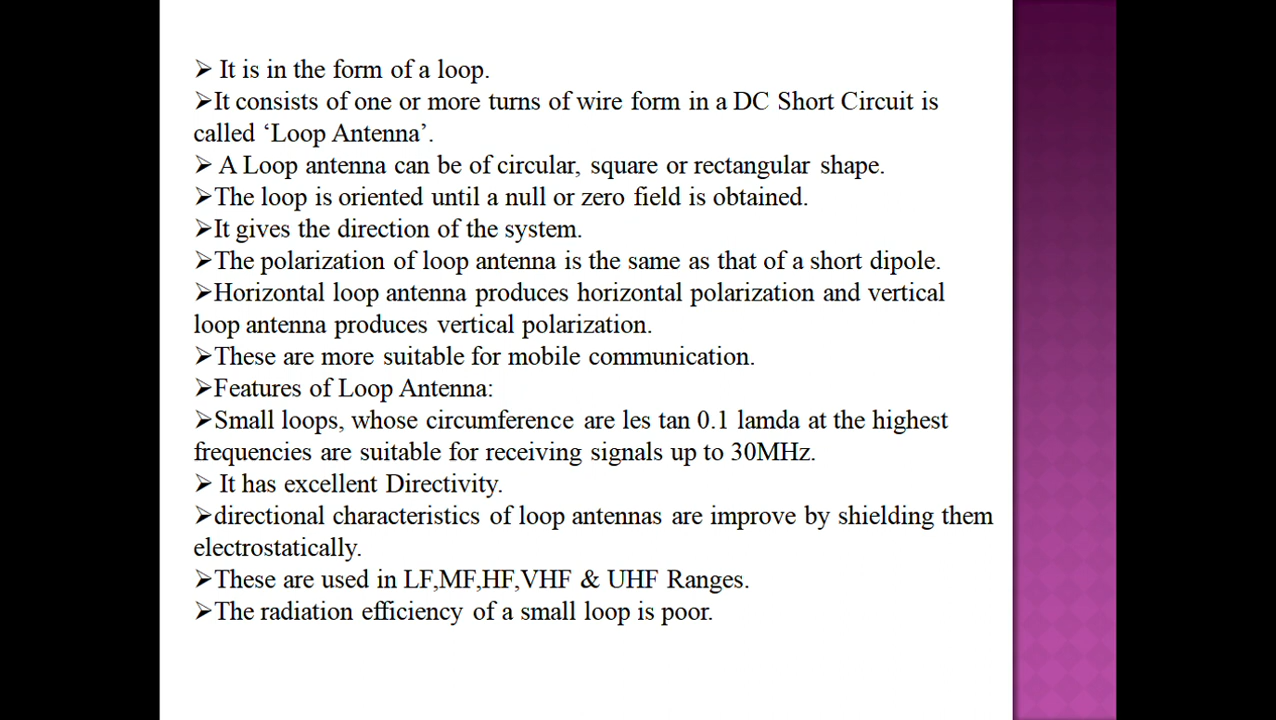 ➢ It is in the form of a loop.
➢It consists of one or more turns of wire form in a DC Short Circuit is
called ‘Loop Antenna’.
➢ A Loop antenna can be of circular, square or rectangular shape.
➢The loop is oriented until a null or zero field is obtained.
➢It gives the direction of the system.
➢The polarization of loop antenna is the same as that of a short dipole.
➢Horizontal loop antenna produces horizontal polarization and vertical
loop antenna produces vertical polarization.
➢These are more suitable for mobile communication.
➢Features of Loop Antenna:
➢Small loops, whose circumference are les tan 0.1 lamda at the highest
frequencies are suitable for receiving signals up to 30MHz.
➢ It has excellent Directivity.
➢directional characteristics of loop antennas are improve by shielding them
electrostatically.
➢These are used in LF,MF,HF,VHF & UHF Ranges.
➢The radiation efficiency of a small loop is poor.